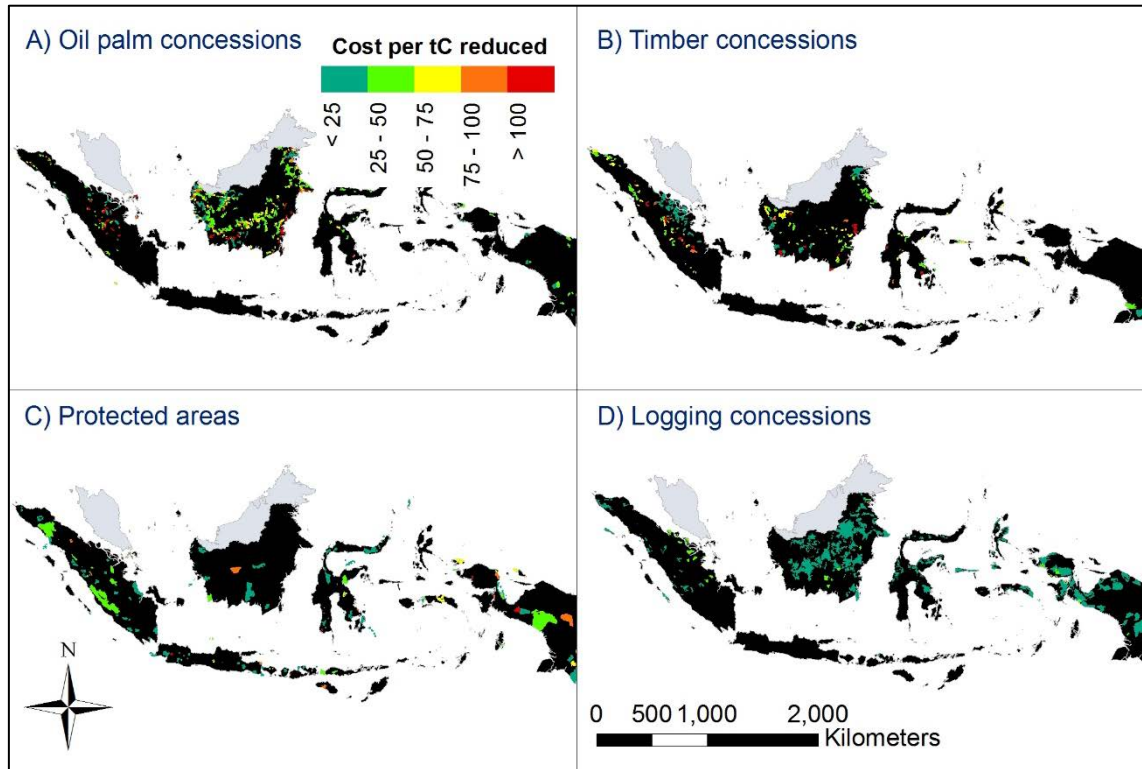 A) Oil palm concessions
Cost per tC reduced
< 25
25 - 50
50 - 75
75 - 100
> 100
B) Timber concessions
C) Protected areas
N
D) Logging concessions
0 500 1,000 2,000
Kilometers